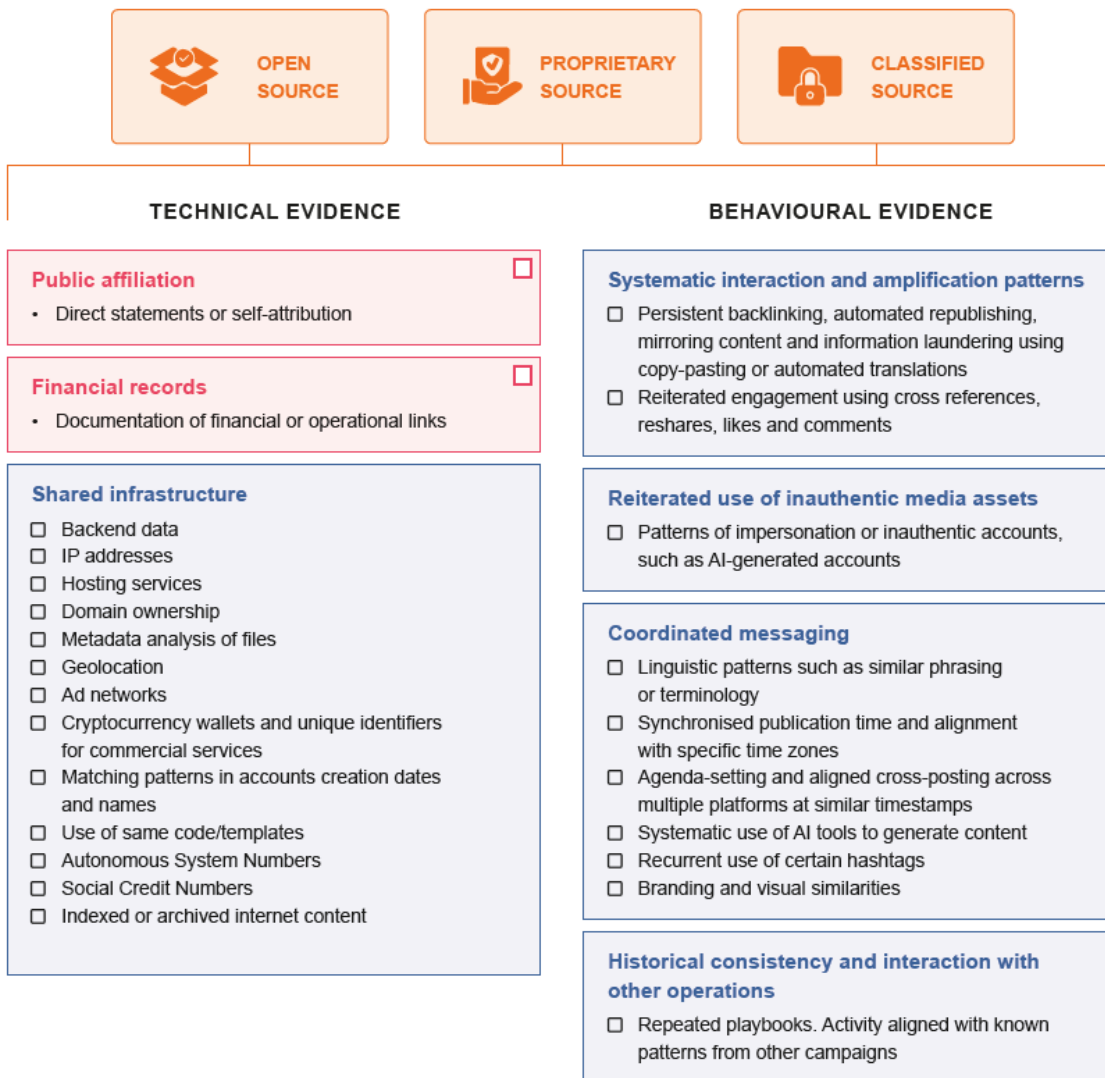 OPEN
SOURCE
PROPRIETARY
SOURCE
CLASSIFIED
SOURCE
TECHNICAL EVIDENCE
Public affiliation
• Direct statements or self-attribution
Financial records
• Documentation of financial or operational links
Shared infrastructure
Backend data
IP addresses
Hosting services
Domain ownership
Metadata analysis of files
Geolocation
Ad networks
Cryptocurrency wallets and unique identifiers
for commercial services
Matching patterns in accounts creation dates
and names
Use of same code/templates
Autonomous System Numbers
Social Credit Numbers
Indexed or archived internet content
BEHAVIOURAL EVIDENCE
Systematic interaction and amplification patterns
Persistent backlinking, automated republishing,
mirroring content and information laundering using
copy-pasting or automated translations
Reiterated engagement using cross references,
reshares, likes and comments
Reiterated use of inauthentic media assets
Patterns of impersonation or inauthentic accounts,
such as AI-generated accounts
Coordinated messaging
Linguistic patterns such as similar phrasing
or terminology
Synchronised publication time and alignment
with specific time zones
Agenda-setting and aligned cross-posting across
multiple platforms at similar timestamps
Systematic use of AI tools to generate content
Recurrent use of certain hashtags
Branding and visual similarities
Historical consistency and interaction with
other operations
Repeated playbooks. Activity aligned with known
patterns from other campaigns